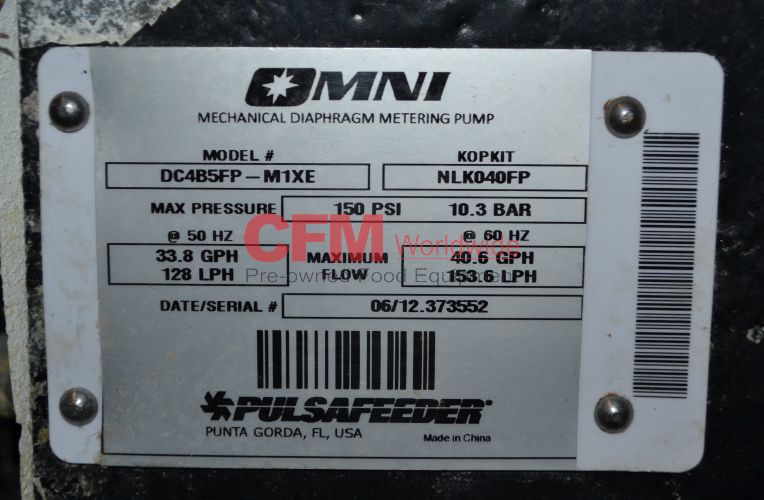 OMNI
MECHANICAL DIAPHRAGM METERING PUMP
MODEL # KOPKIT
DC4B5FP-M1XE NLK040FP
MAX PRESSURE 150 PSI 10.3 BAR
@ 50 HZ @ 60 HZ
CFM Worldwide
33.8 GPH MAXIMUM 40.6 GPH
128 LPH FLOW 153.6 LPH
Pre-owned Food Equipment
DATE/SERIAL # 06/12.373552
PULSAFEEDER®
PUNTA GORDA, FL, USA Made in China